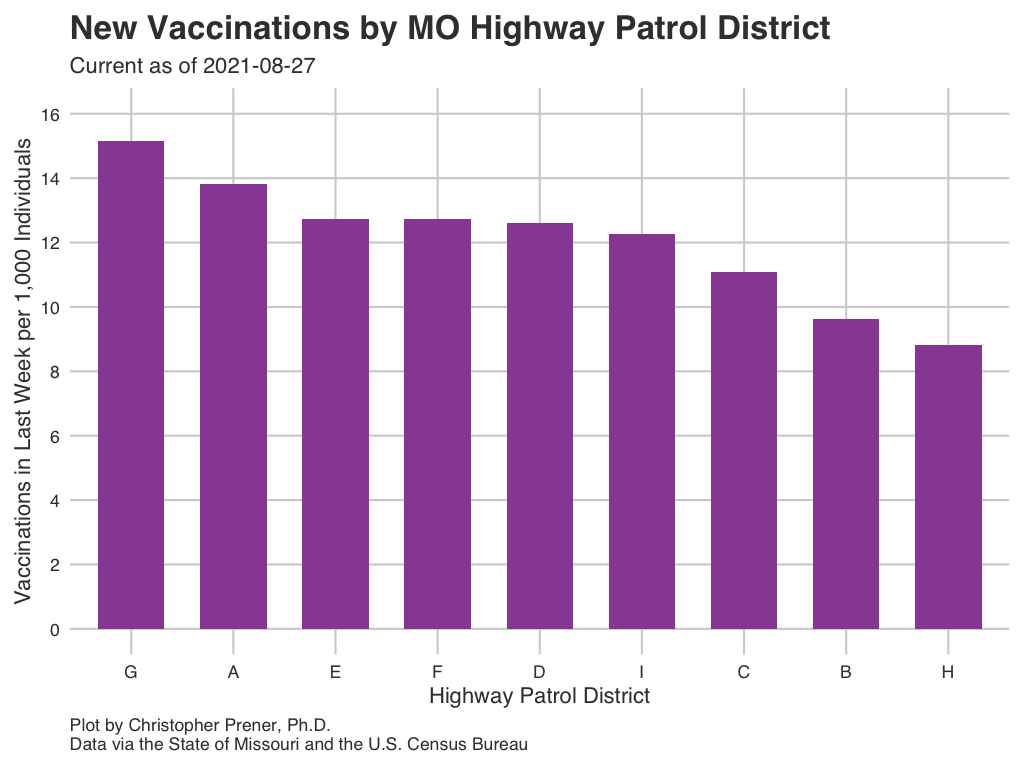 New Vaccinations by MO Highway Patrol District
Current as of 2021-08-27
Vaccinations in Last Week per 1,000 Individuals
16
14
12
10
8
6
4
2
0
G A E F D I C B H
Highway Patrol District
Plot by Christopher Prener, Ph.D.
Data via the State of Missouri and the U.S. Census Bureau